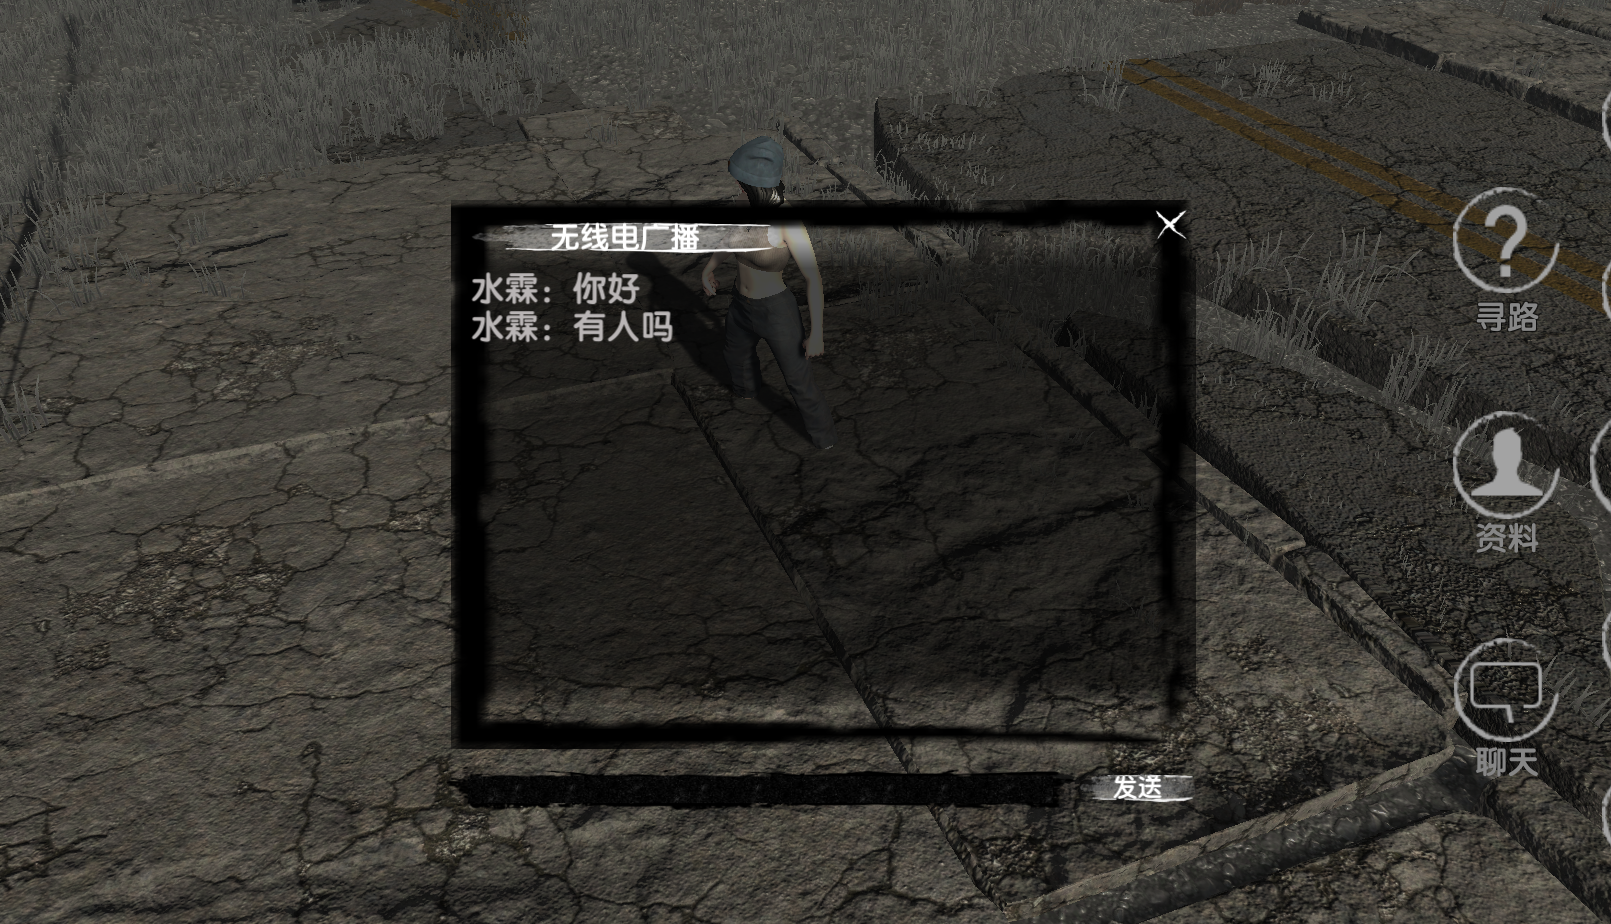 无线电广播
水霖：你好
水霖：有人吗
寻路
资料
聊天
发送